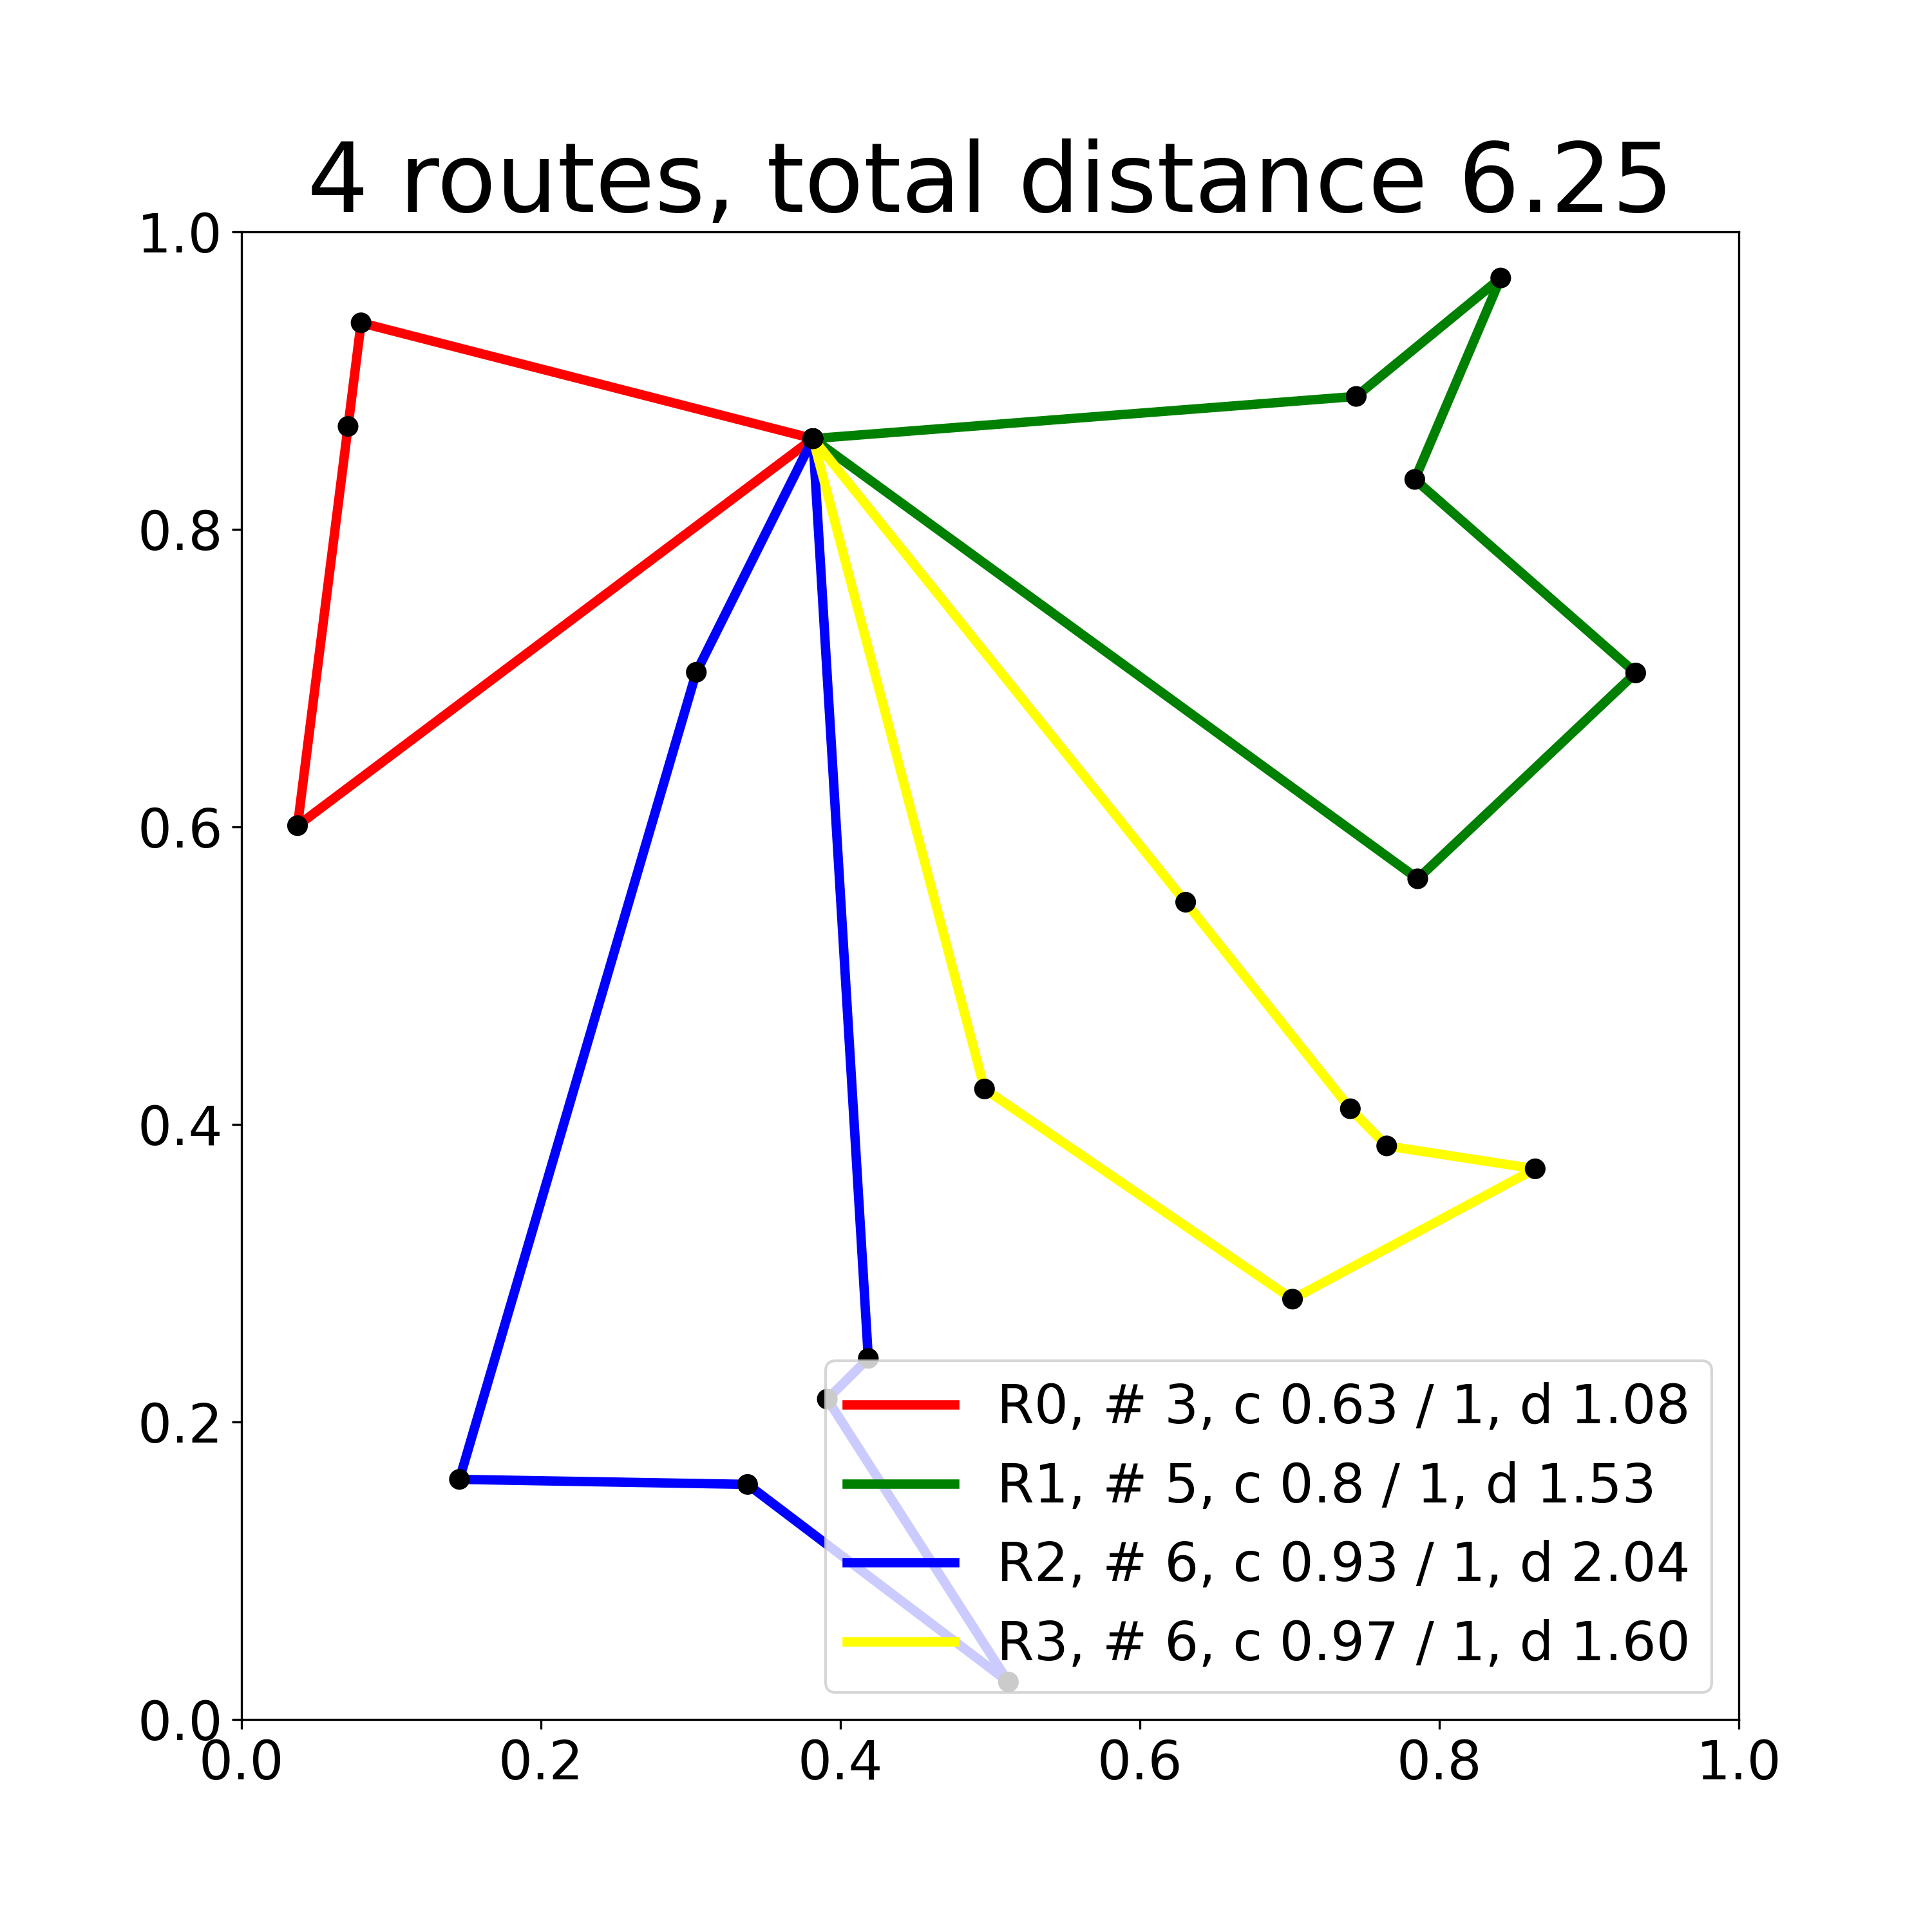 4 routes, total distance 6.25
1.0
0.8
0.6
0.4
0.2
0.0
R0, # 3, c 0.63 / 1, d 1.08
R1, # 5, c 0.8 / 1, d 1.53
R2, # 6, c 0.93 / 1, d 2.04
R3, # 6, c 0.97 / 1, d 1.60
0.0 0.2 0.4 0.6 0.8 1.0